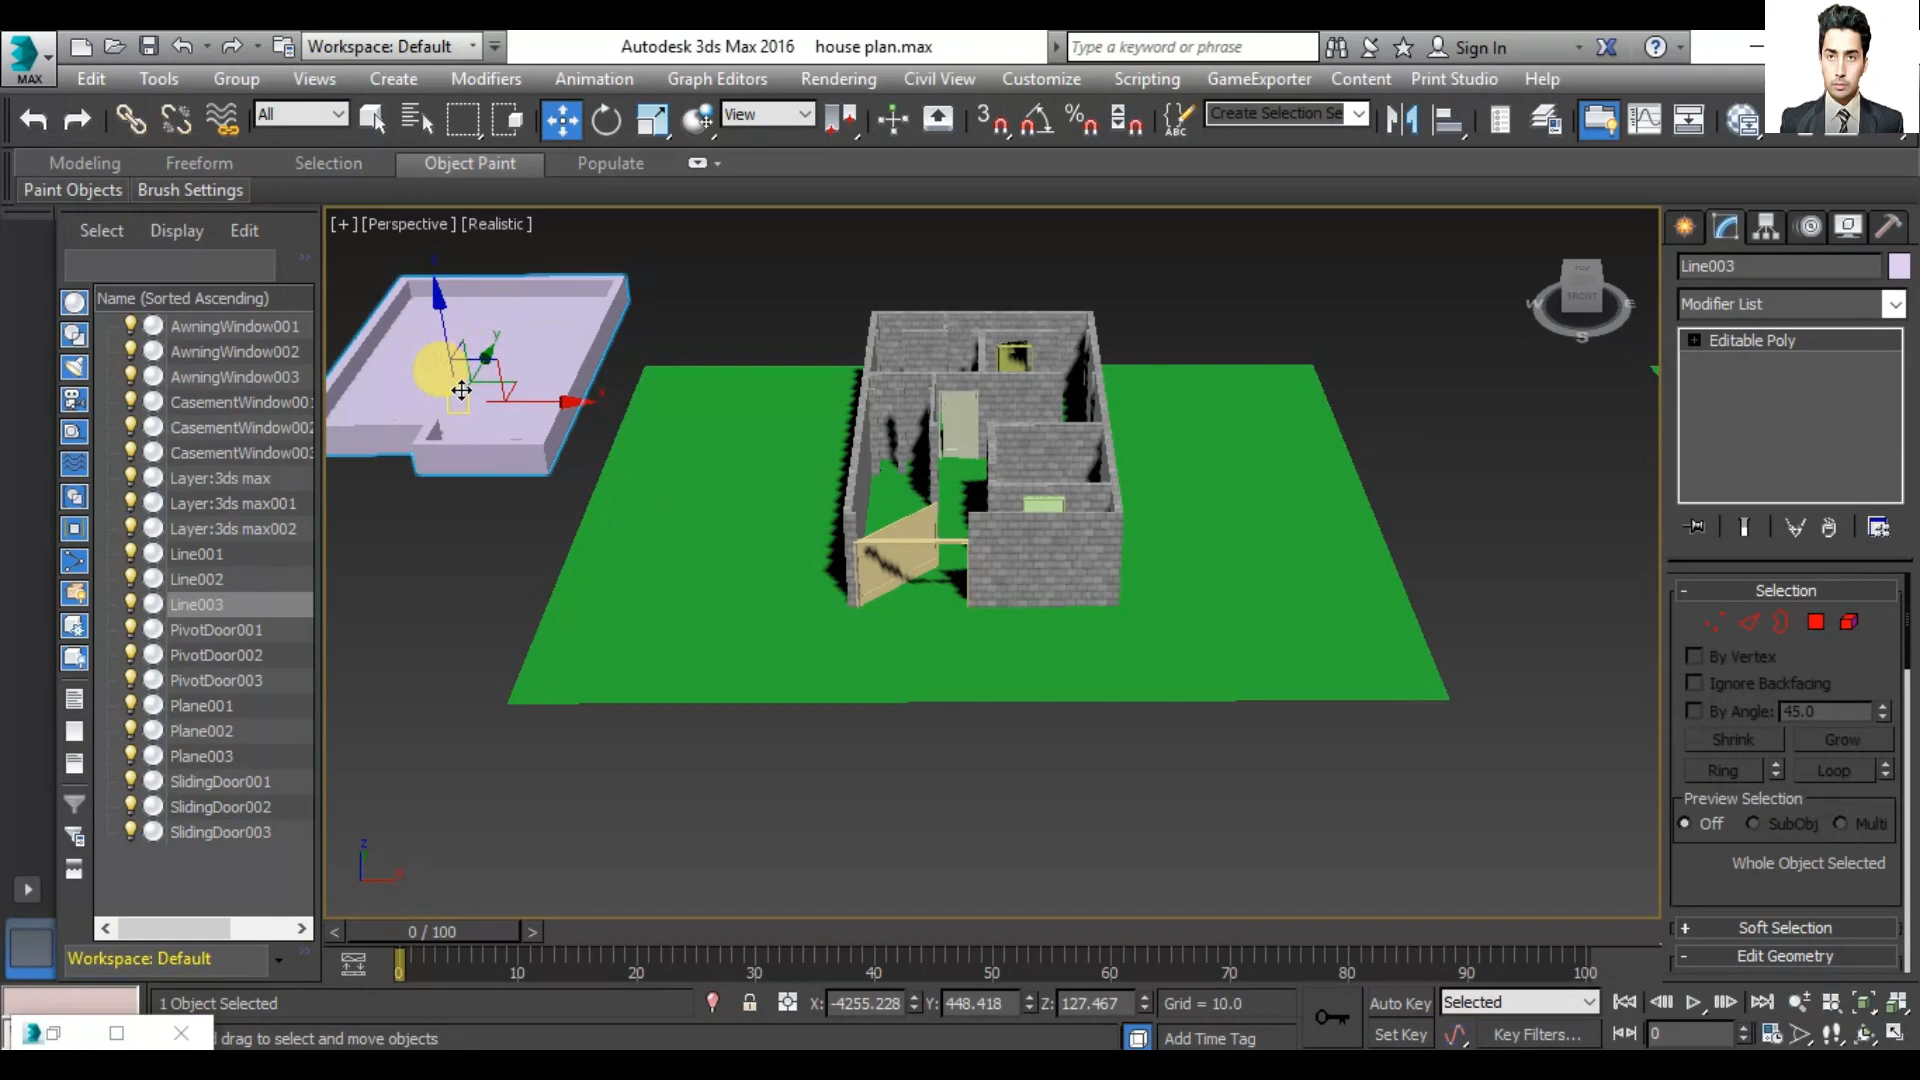 Workspace: Default
Autodesk 3ds Max 2016 house plan.max
Type a keyword or phrase
Sign In
MAX
Edit Tools Group Views Create Modifiers Animation Graph Editors Rendering Civil View Customize Scripting GameExporter Content Print Studio Help
All
View
3
%
ABC
Create Selection Se
Modeling Freeform Selection Object Paint Populate
Paint Objects Brush Settings
Select Display Edit
Name (Sorted Ascending)
AwningWindow001
AwningWindow002
AwningWindow003
CasementWindow001
CasementWindow002
CasementWindow003
Layer:3ds max
Layer:3ds max001
Layer:3ds max002
Line001
Line002
Line003
PivotDoor001
PivotDoor002
PivotDoor003
Plane001
Plane002
Plane003
SlidingDoor001
SlidingDoor002
SlidingDoor003
Workspace: Default
[+] [Perspective] [Realistic]
y
x
TOP
FRONT
W
E
S
z
Line003
Modifier List
Editable Poly
- Selection
By Vertex
Ignore Backfacing
By Angle: 45.0
Shrink Grow
Ring Loop
Preview Selection
Off SubObj Multi
Whole Object Selected
+ Soft Selection
- Edit Geometry
< 0 / 100 >
0 10 20 30 40 50 60 70 80 90 100
1 Object Selected
X: -4255.228 Y: 448.418 Z: 127.467 Grid = 10.0
Auto Key Selected
drag to select and move objects
Add Time Tag
Set Key Key Filters... 0